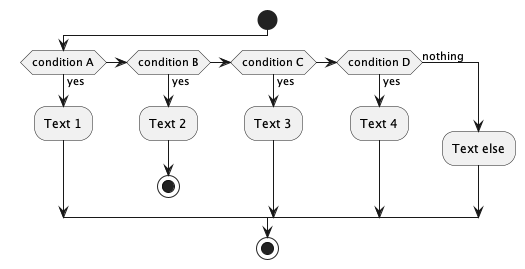 condition A
condition B
condition C
condition D
nothing
yes
yes
yes
yes
Text 1
Text 2
Text 3
Text 4
Text else